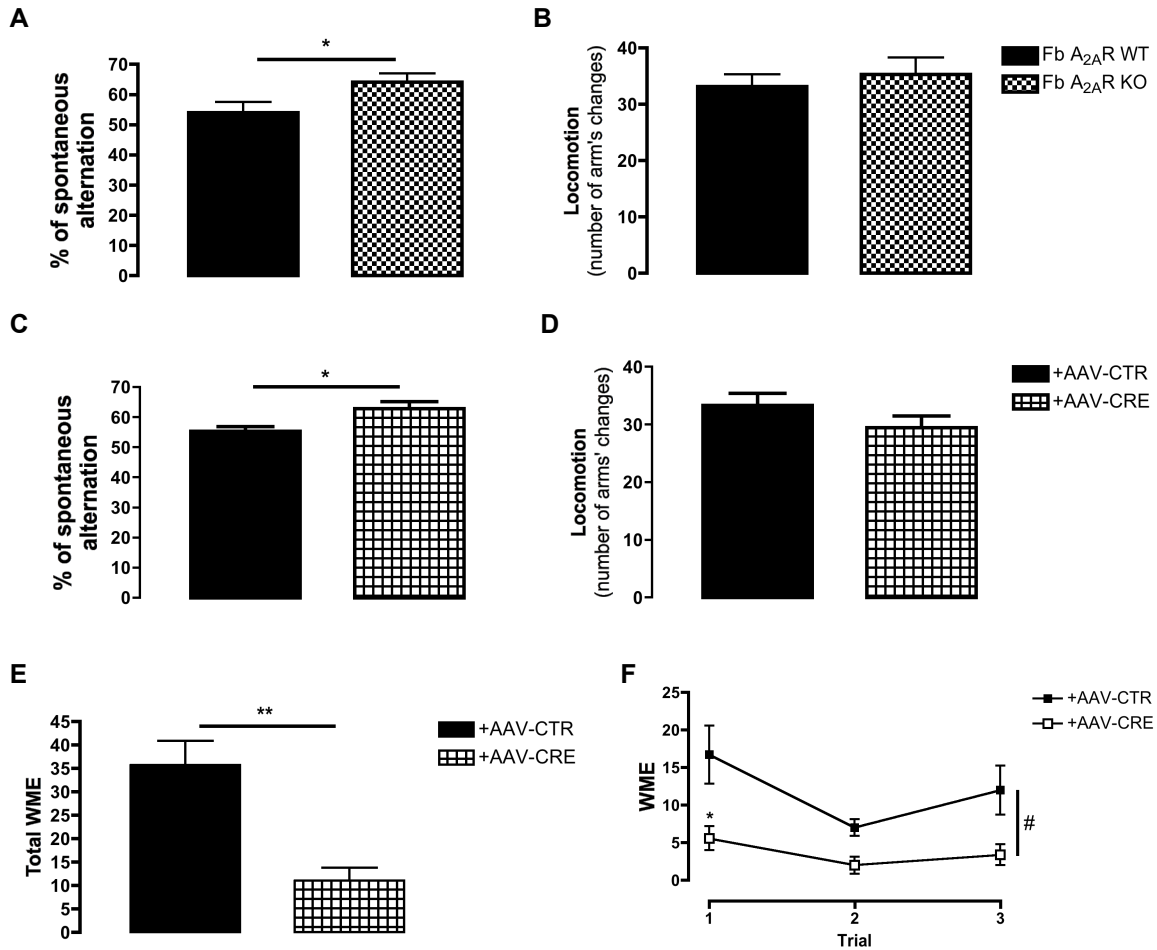 A
% of spontaneous
alternation
70
60
50
40
30
20
10
0
*
B
Locomotion
(number of arm's changes)
40
30
20
10
0
Fb A2AR WT
Fb A2AR KO
C
% of spontaneous
alternation
70
60
50
40
30
20
10
0
*
D
Locomotion
(number of arms' changes)
40
30
20
10
0
+AAV-CTR
+AAV-CRE
E
Total WME
45
40
35
30
25
20
15
10
5
0
**
+AAV-CTR
+AAV-CRE
F
WME
25
20
15
10
5
0
*
#
1 2 3
Trial
+AAV-CTR
+AAV-CRE